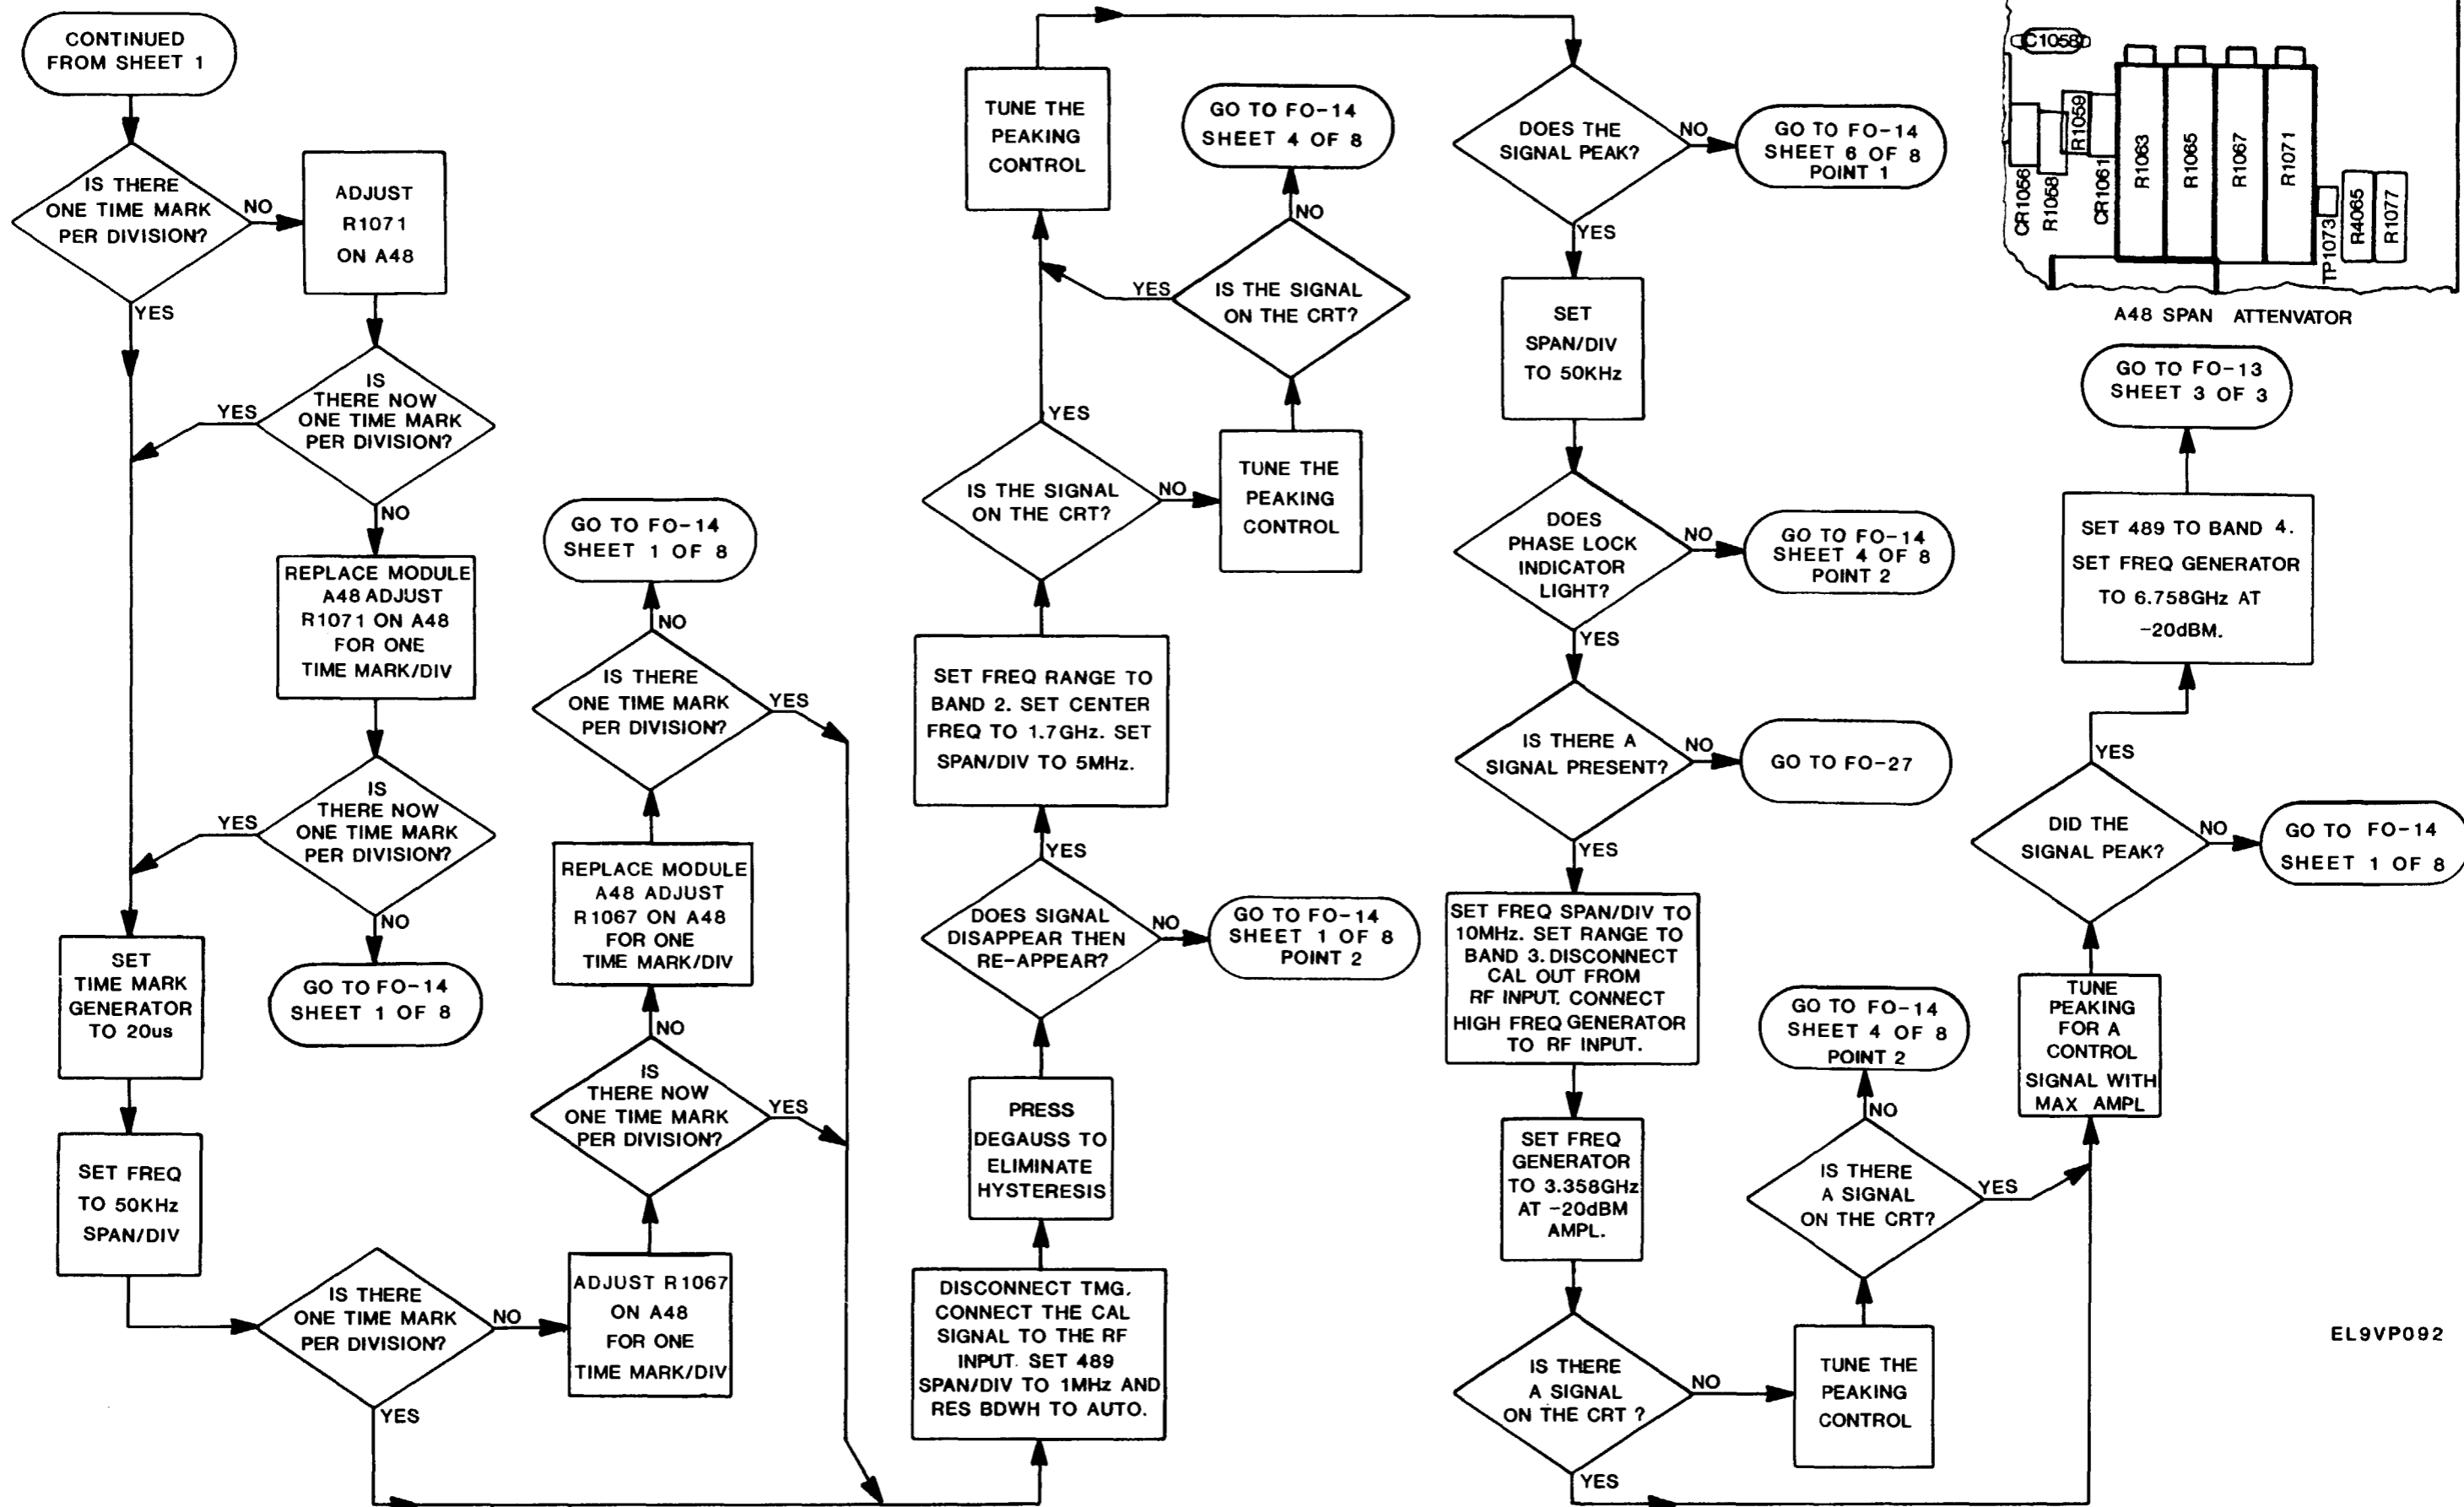 CONTINUED
FROM SHEET 1
IS THERE
ONE TIME MARK
PER DIVISION?
NO
YES
ADJUST
R1071
ON A48
IS
THERE NOW
ONE TIME MARK
PER DIVISION?
YES
NO
REPLACE MODULE
A48 ADJUST
R1071 ON A48
FOR ONE
TIME MARK/DIV
IS
THERE NOW
ONE TIME MARK
PER DIVISION?
YES
NO
GO TO FO-14
SHEET 1 OF 8
SET
TIME MARK
GENERATOR
TO 20us
SET FREQ
TO 50KHz
SPAN/DIV
IS THERE
ONE TIME MARK
PER DIVISION?
NO
YES
ADJUST R1067
ON A48
FOR ONE
TIME MARK/DIV
IS
THERE NOW
ONE TIME MARK
PER DIVISION?
YES
NO
REPLACE MODULE
A48 ADJUST
R1067 ON A48
FOR ONE
TIME MARK/DIV
IS THERE
ONE TIME MARK
PER DIVISION?
YES
NO
GO TO FO-14
SHEET 1 OF 8
DISCONNECT TMG.
CONNECT THE CAL
SIGNAL TO THE RF
INPUT. SET 489
SPAN/DIV TO 1MHz AND
RES BDWH TO AUTO.
PRESS
DEGAUSS TO
ELIMINATE
HYSTERESIS
DOES SIGNAL
DISAPPEAR THEN
RE-APPEAR?
NO
YES
GO TO FO-14
SHEET 1 OF 8
POINT 2
SET FREQ RANGE TO
BAND 2. SET CENTER
FREQ TO 1.7GHz. SET
SPAN/DIV TO 5MHz.
IS THE SIGNAL
ON THE CRT?
NO
YES
TUNE THE
PEAKING
CONTROL
IS THE SIGNAL
ON THE CRT?
YES
NO
GO TO FO-14
SHEET 4 OF 8
TUNE THE
PEAKING
CONTROL
DOES THE
SIGNAL PEAK?
NO
YES
GO TO FO-14
SHEET 6 OF 8
POINT 1
SET
SPAN/DIV
TO 50KHz
DOES
PHASE LOCK
INDICATOR
LIGHT?
NO
YES
GO TO FO-14
SHEET 4 OF 8
POINT 2
IS THERE A
SIGNAL PRESENT?
NO
YES
GO TO FO-27
SET FREQ SPAN/DIV TO
10MHz. SET RANGE TO
BAND 3. DISCONNECT
CAL OUT FROM
RF INPUT. CONNECT
HIGH FREQ GENERATOR
TO RF INPUT.
SET FREQ
GENERATOR
TO 3.358GHz
AT -20dBM
AMPL.
IS THERE
A SIGNAL
ON THE CRT ?
NO
YES
TUNE THE
PEAKING
CONTROL
IS THERE
A SIGNAL
ON THE CRT?
YES
NO
GO TO FO-14
SHEET 4 OF 8
POINT 2
TUNE
PEAKING
FOR A
CONTROL
SIGNAL WITH
MAX AMPL
DID THE
SIGNAL PEAK?
NO
YES
GO TO FO-14
SHEET 1 OF 8
SET 489 TO BAND 4.
SET FREQ GENERATOR
TO 6.758GHz AT
-20dBM.
GO TO FO-13
SHEET 3 OF 3
C1058
CR1056
R1058
R1059
CR1061
R1063
R1065
R1067
R1071
TP1073
R4065
R1077
A48 SPAN ATTENVATOR
EL9VP092